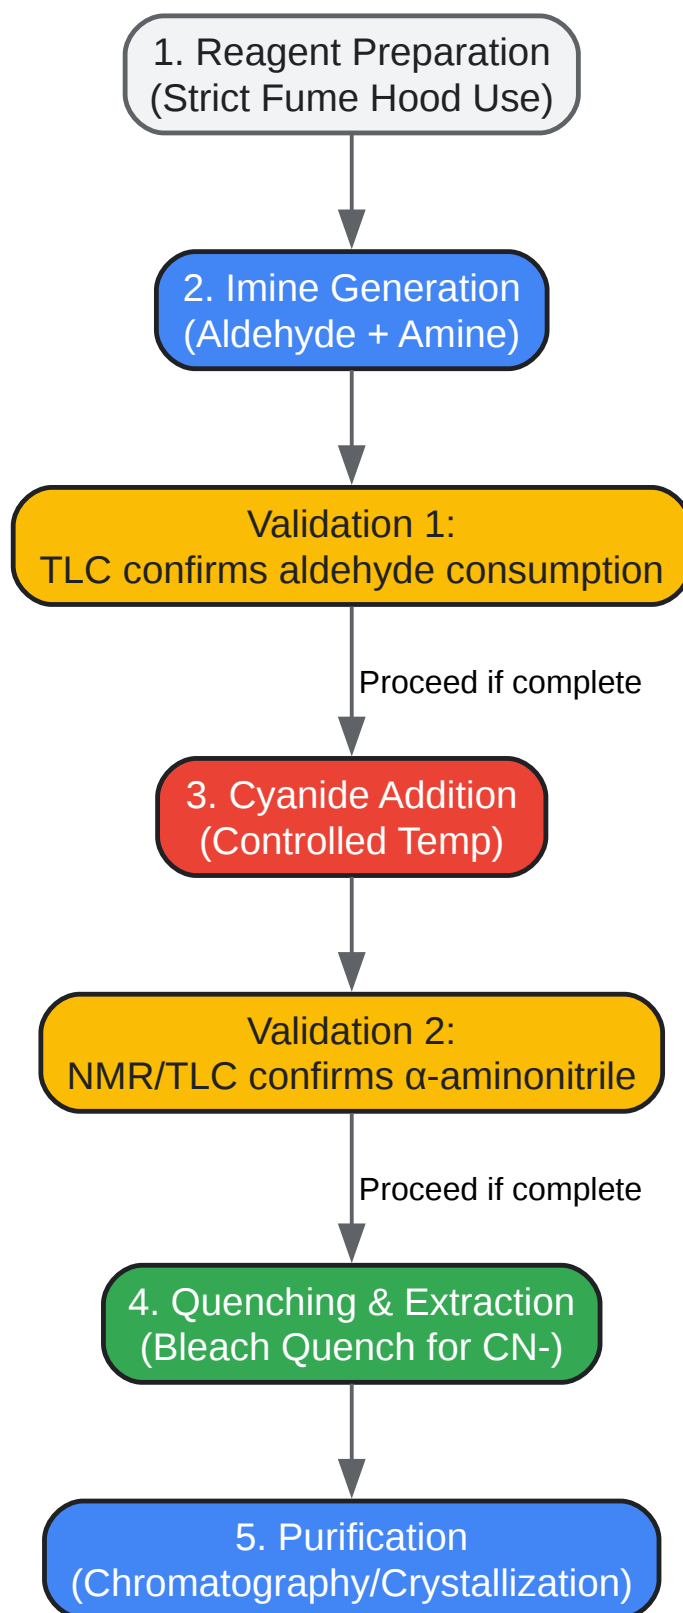 1. Reagent Preparation
(Strict Fume Hood Use)
2. Imine Generation
(Aldehyde + Amine)
Validation 1:
TLC confirms aldehyde consumption
Proceed if complete
3. Cyanide Addition
(Controlled Temp)
Validation 2:
NMR/TLC confirms α-aminonitrile
Proceed if complete
4. Quenching & Extraction
(Bleach Quench for CN-)
5. Purification
(Chromatography/Crystallization)